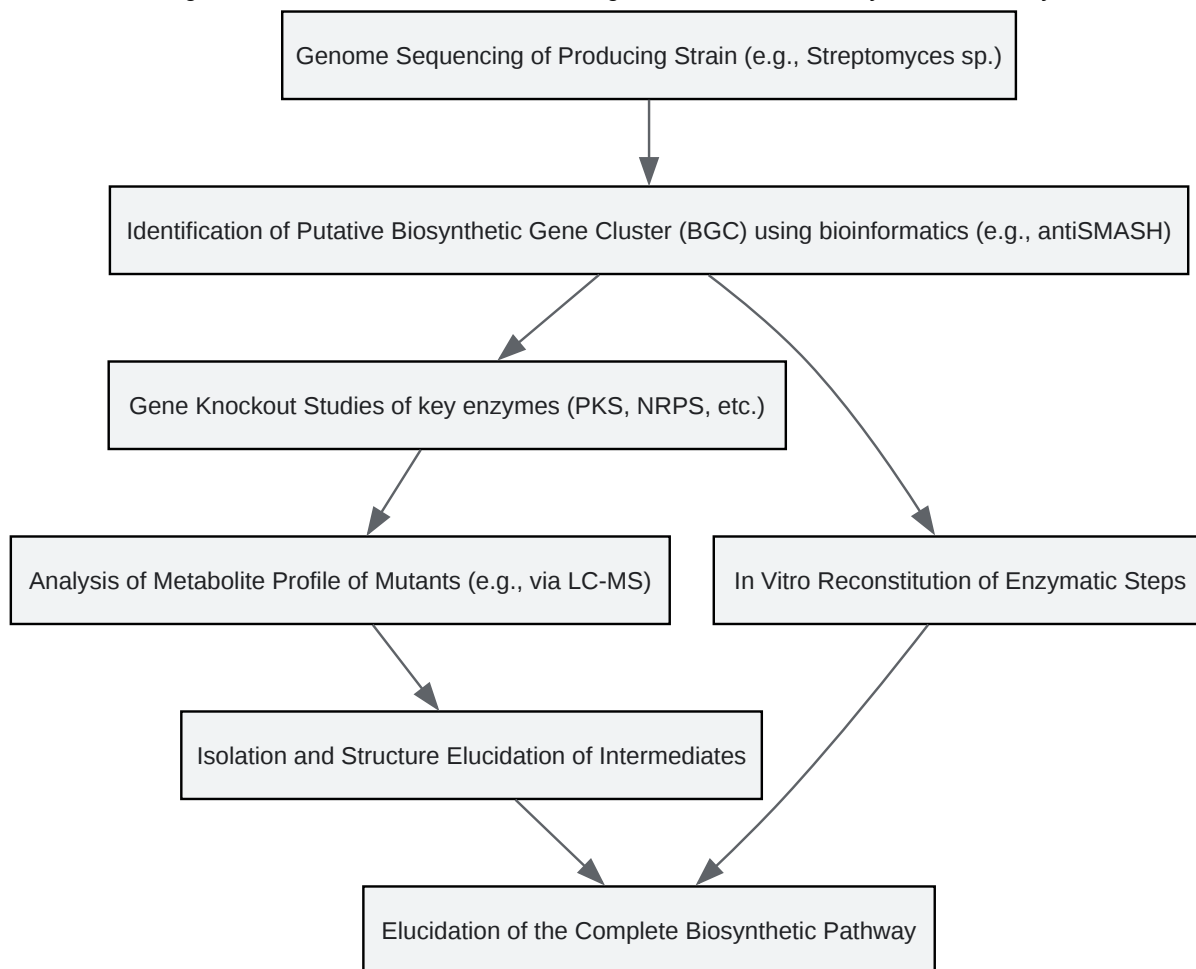 Genome Sequencing of Producing Strain (e.g., Streptomyces sp.)
Identification of Putative Biosynthetic Gene Cluster (BGC) using bioinformatics (e.g., antiSMASH)
Gene Knockout Studies of key enzymes (PKS, NRPS, etc.)
Analysis of Metabolite Profile of Mutants (e.g., via LC-MS)
In Vitro Reconstitution of Enzymatic Steps
Isolation and Structure Elucidation of Intermediates
Elucidation of the Complete Biosynthetic Pathway